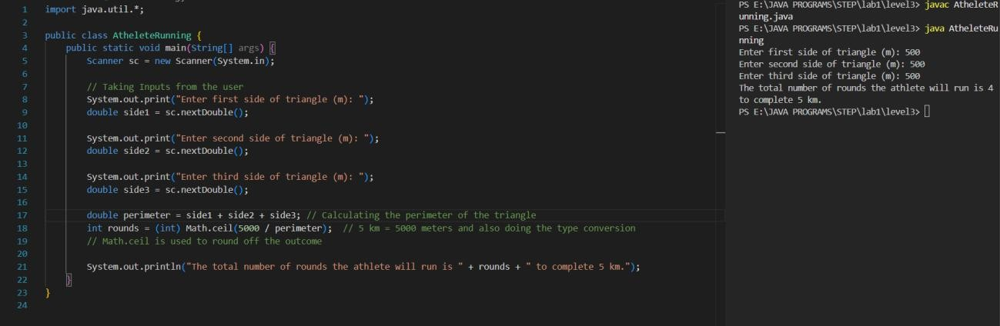 1 import java.util.*;
2
3 public class AtheleteRunning {
4 public static void main(String[] args) {
5 Scanner sc = new Scanner(System.in);
6
7 // Taking Inputs from the user
8 System.out.print("Enter first side of triangle (m): ");
9 double side1 = sc.nextDouble();
10
11 System.out.print("Enter second side of triangle (m): ");
12 double side2 = sc.nextDouble();
13
14 System.out.print("Enter third side of triangle (m): ");
15 double side3 = sc.nextDouble();
16
17 double perimeter = side1 + side2 + side3; // Calculating the perimeter of the triangle
18 int rounds = (int) Math.ceil(5000 / perimeter); // 5 km = 5000 meters and also doing the type conversion
19 // Math.ceil is used to round off the outcome
20
21 System.out.println("The total number of rounds the athlete will run is " + rounds + " to complete 5 km.");
22 }
23 }
24
PS E:\JAVA PROGRAMS\STEP\lab1\level3> javac AtheleteR
unning.java
PS E:\JAVA PROGRAMS\STEP\lab1\level3> java AtheleteRu
nning
Enter first side of triangle (m): 500
Enter second side of triangle (m): 500
Enter third side of triangle (m): 500
The total number of rounds the athlete will run is 4
to complete 5 km.
PS E:\JAVA PROGRAMS\STEP\lab1\level3>